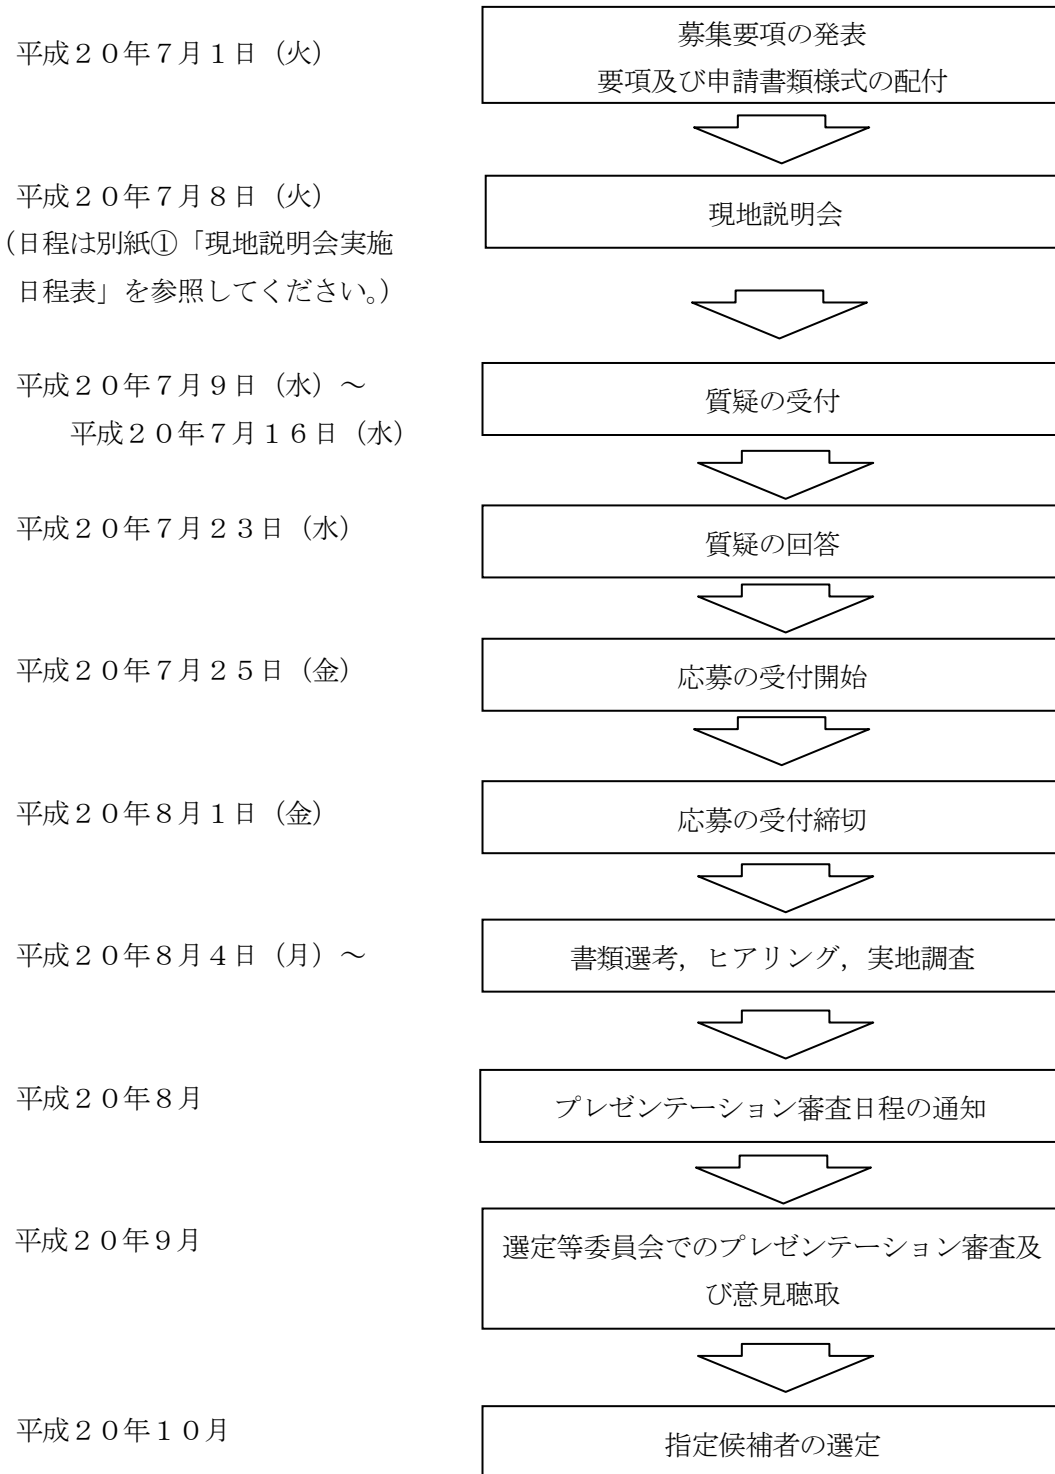 平成２０年７月１日（火）
募集要項の発表
要項及び申請書類様式の配付
平成２０年７月８日（火）
（日程は別紙①「現地説明会実施
日程表」を参照してください。）
現地説明会
平成２０年７月９日（水）～
平成２０年７月１６日（水）
質疑の受付
平成２０年７月２３日（水）
質疑の回答
平成２０年７月２５日（金）
応募の受付開始
平成２０年８月１日（金）
応募の受付締切
平成２０年８月４日（月）～
書類選考，ヒアリング，実地調査
平成２０年８月
プレゼンテーション審査日程の通知
平成２０年９月
選定等委員会でのプレゼンテーション審査及
び意見聴取
平成２０年１０月
指定候補者の選定